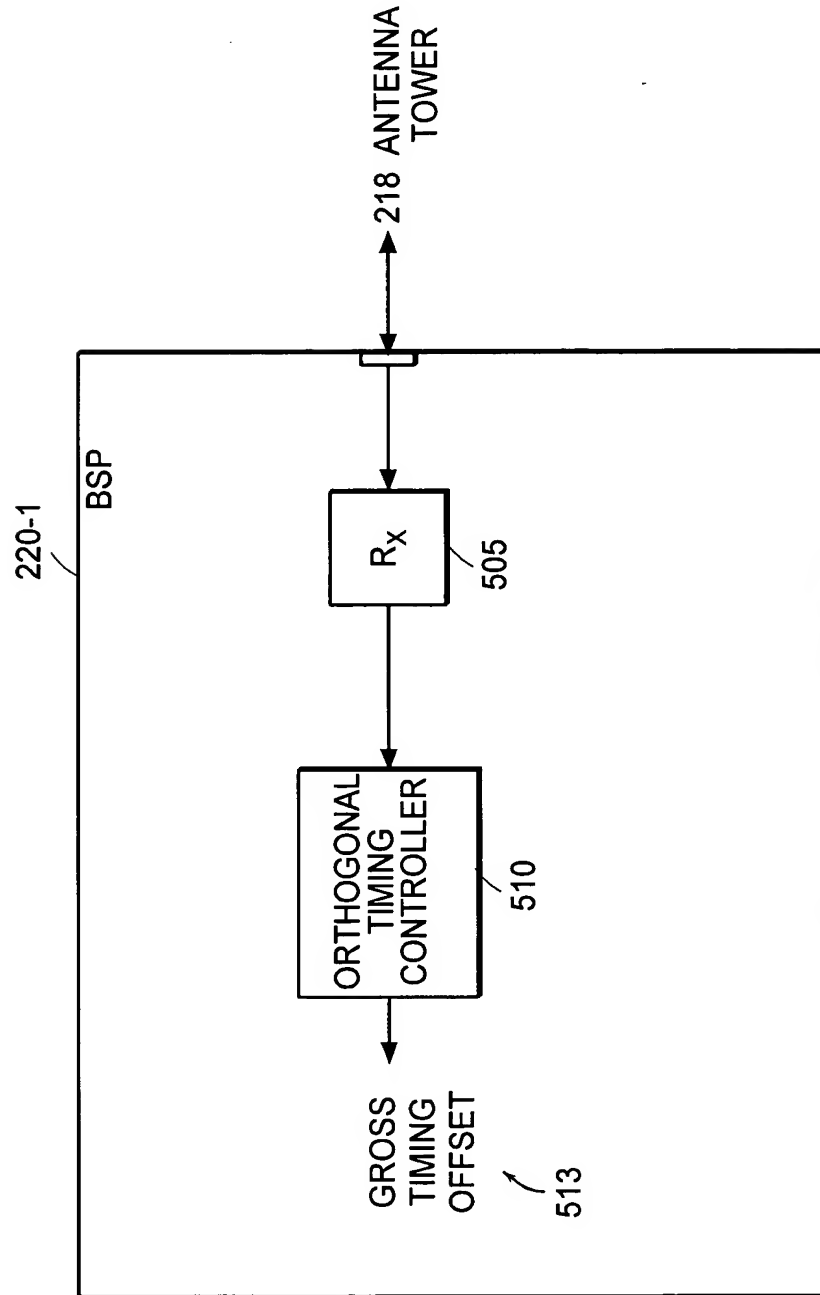 220-1
BSP
218 ANTENNA
TOWER
RX
505
ORTHOGONAL
TIMING
CONTROLLER
510
GROSS
TIMING
OFFSET
513